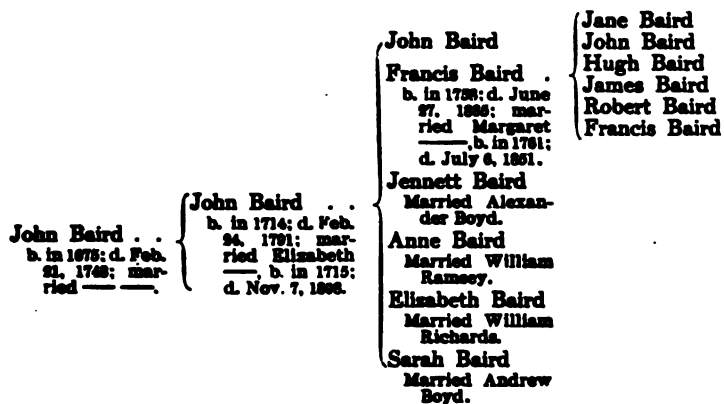 John Baird . .
b. in 1675; d. Feb.
21, 1748; mar-
ried —— ——.
John Baird . .
b. in 1714; d. Feb.
24, 1791; mar-
ried Elizabeth
——, b. in 1715;
d. Nov. 7,
John Baird
Francis Baird .
b. in 1758; d. June
27, mar-
ried Margaret
——, b. in 1761;
d. July 6, 1851.
Jennett Baird
Married Alexan-
der Boyd.
Anne Baird
Married William
Ramsey.
Elizabeth Baird
Married William
Richards.
Sarah Baird
Married Andrew
Boyd.
Jane Baird
John Baird
Hugh Baird
James Baird
Robert Baird
Francis Baird